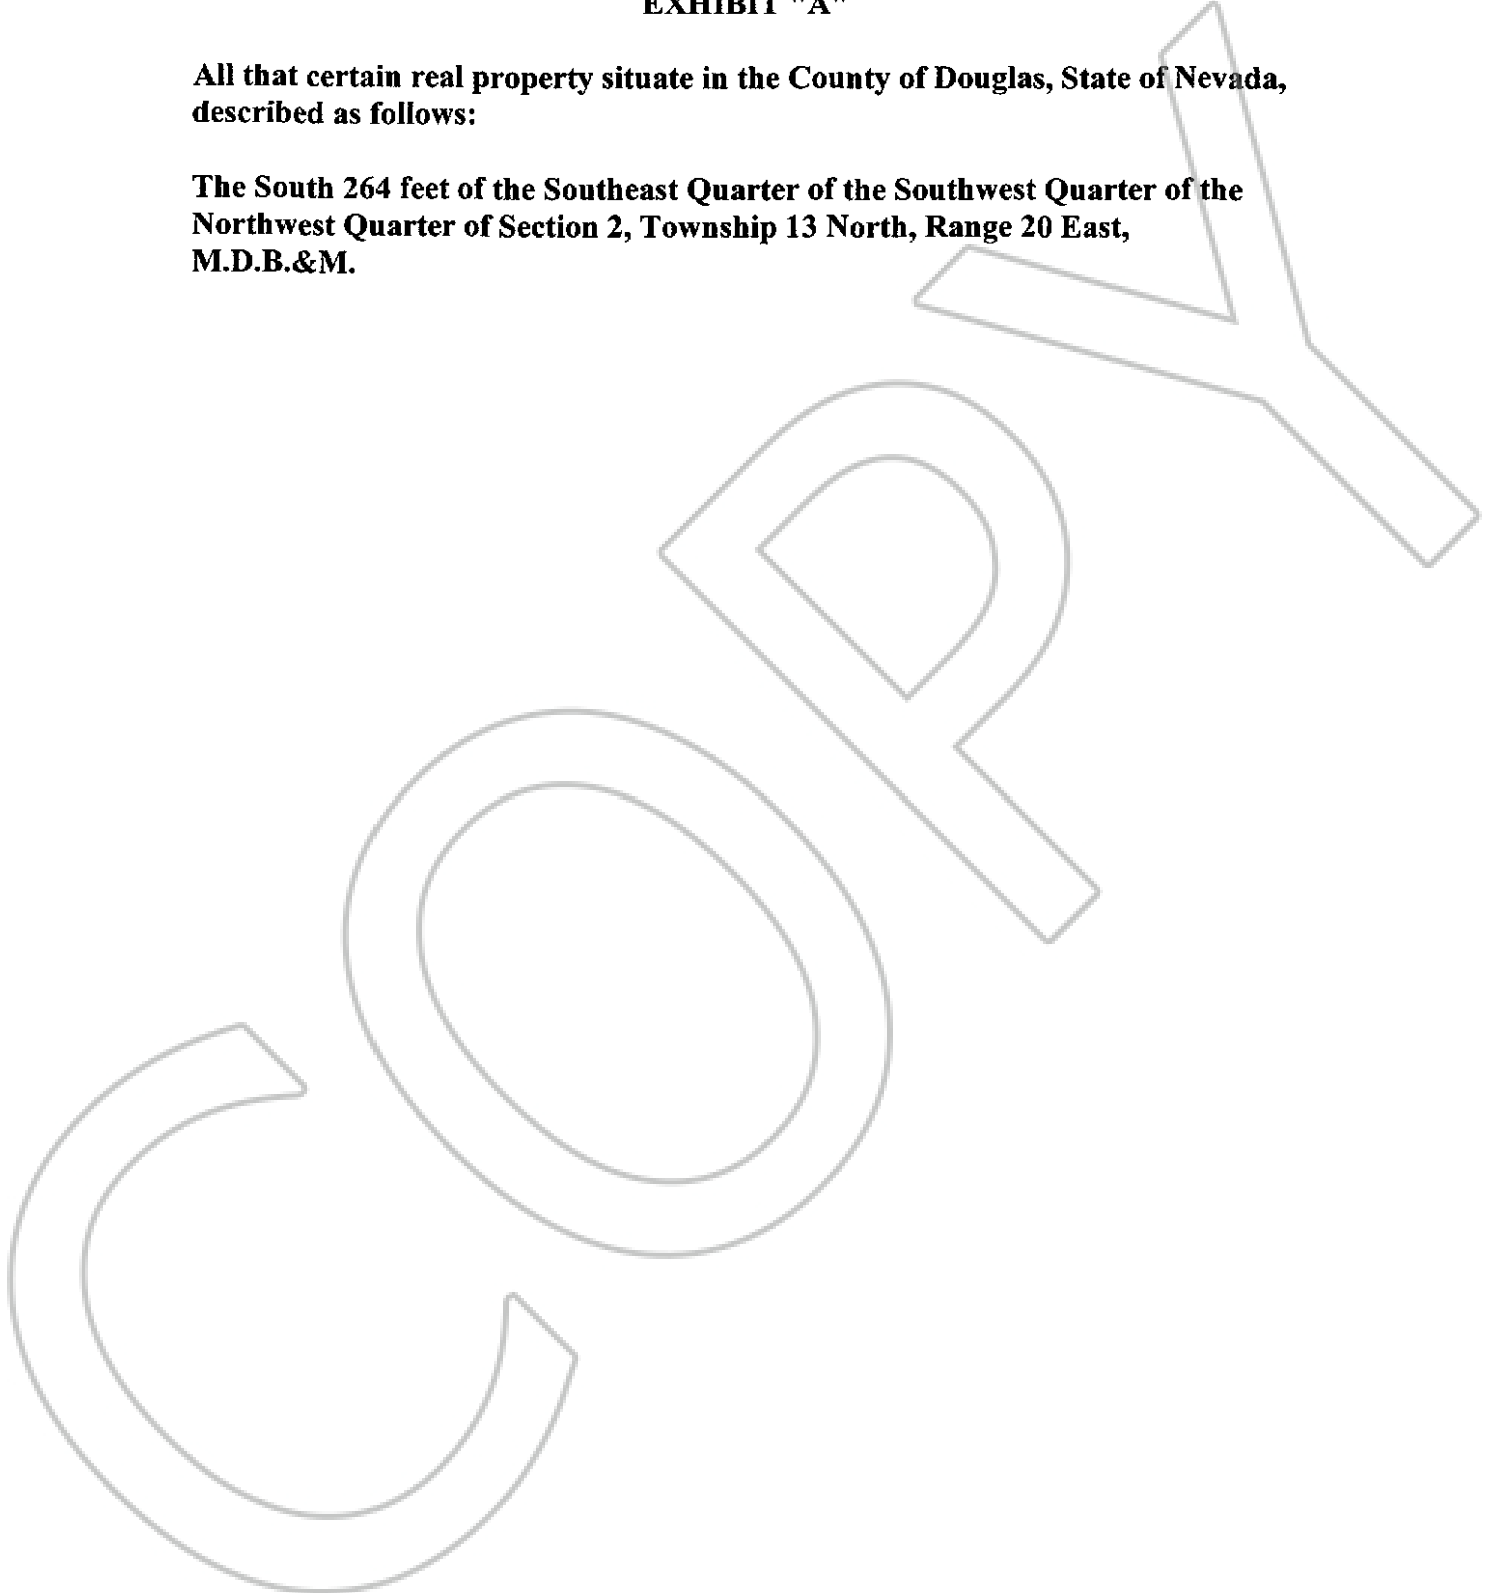 EXHIBIT "A"
All that certain real property situate in the County of Douglas, State of Nevada,
described as follows:
The South 264 feet of the Southeast Quarter of the Southwest Quarter of the
Northwest Quarter of Section 2, Township 13 North, Range 20 East,
M.D.B.&M.
COPY